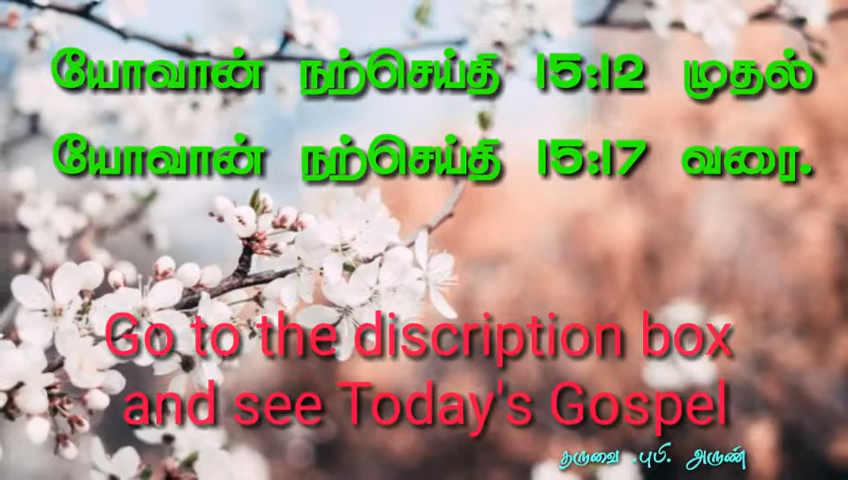 யோவான் நற்செய்தி 15:12 முதல்
யோவான் நற்செய்தி 15:17 வரை.
Go to the discription box
and see Today's Gospel
தருவை .பு.பி. அருண்